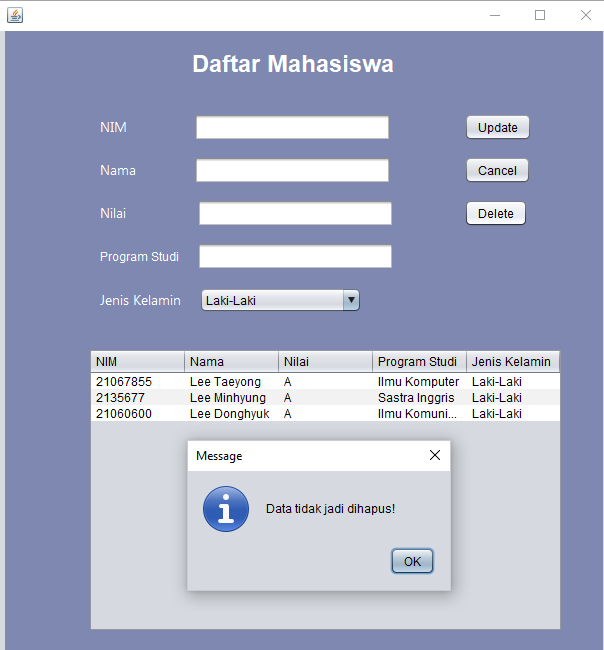 Daftar Mahasiswa
NIM
Update
Nama
Cancel
Nilai
Delete
Program Studi
Jenis Kelamin Laki-Laki
NIM Nama Nilai Program Studi Jenis Kelamin
21067855 Lee Taeyong A Ilmu Komputer Laki-Laki
2135677 Lee Minhyung A Sastra Inggris Laki-Laki
21060600 Lee Donghyuk A Ilmu Komuni... Laki-Laki
Message
Data tidak jadi dihapus!
OK